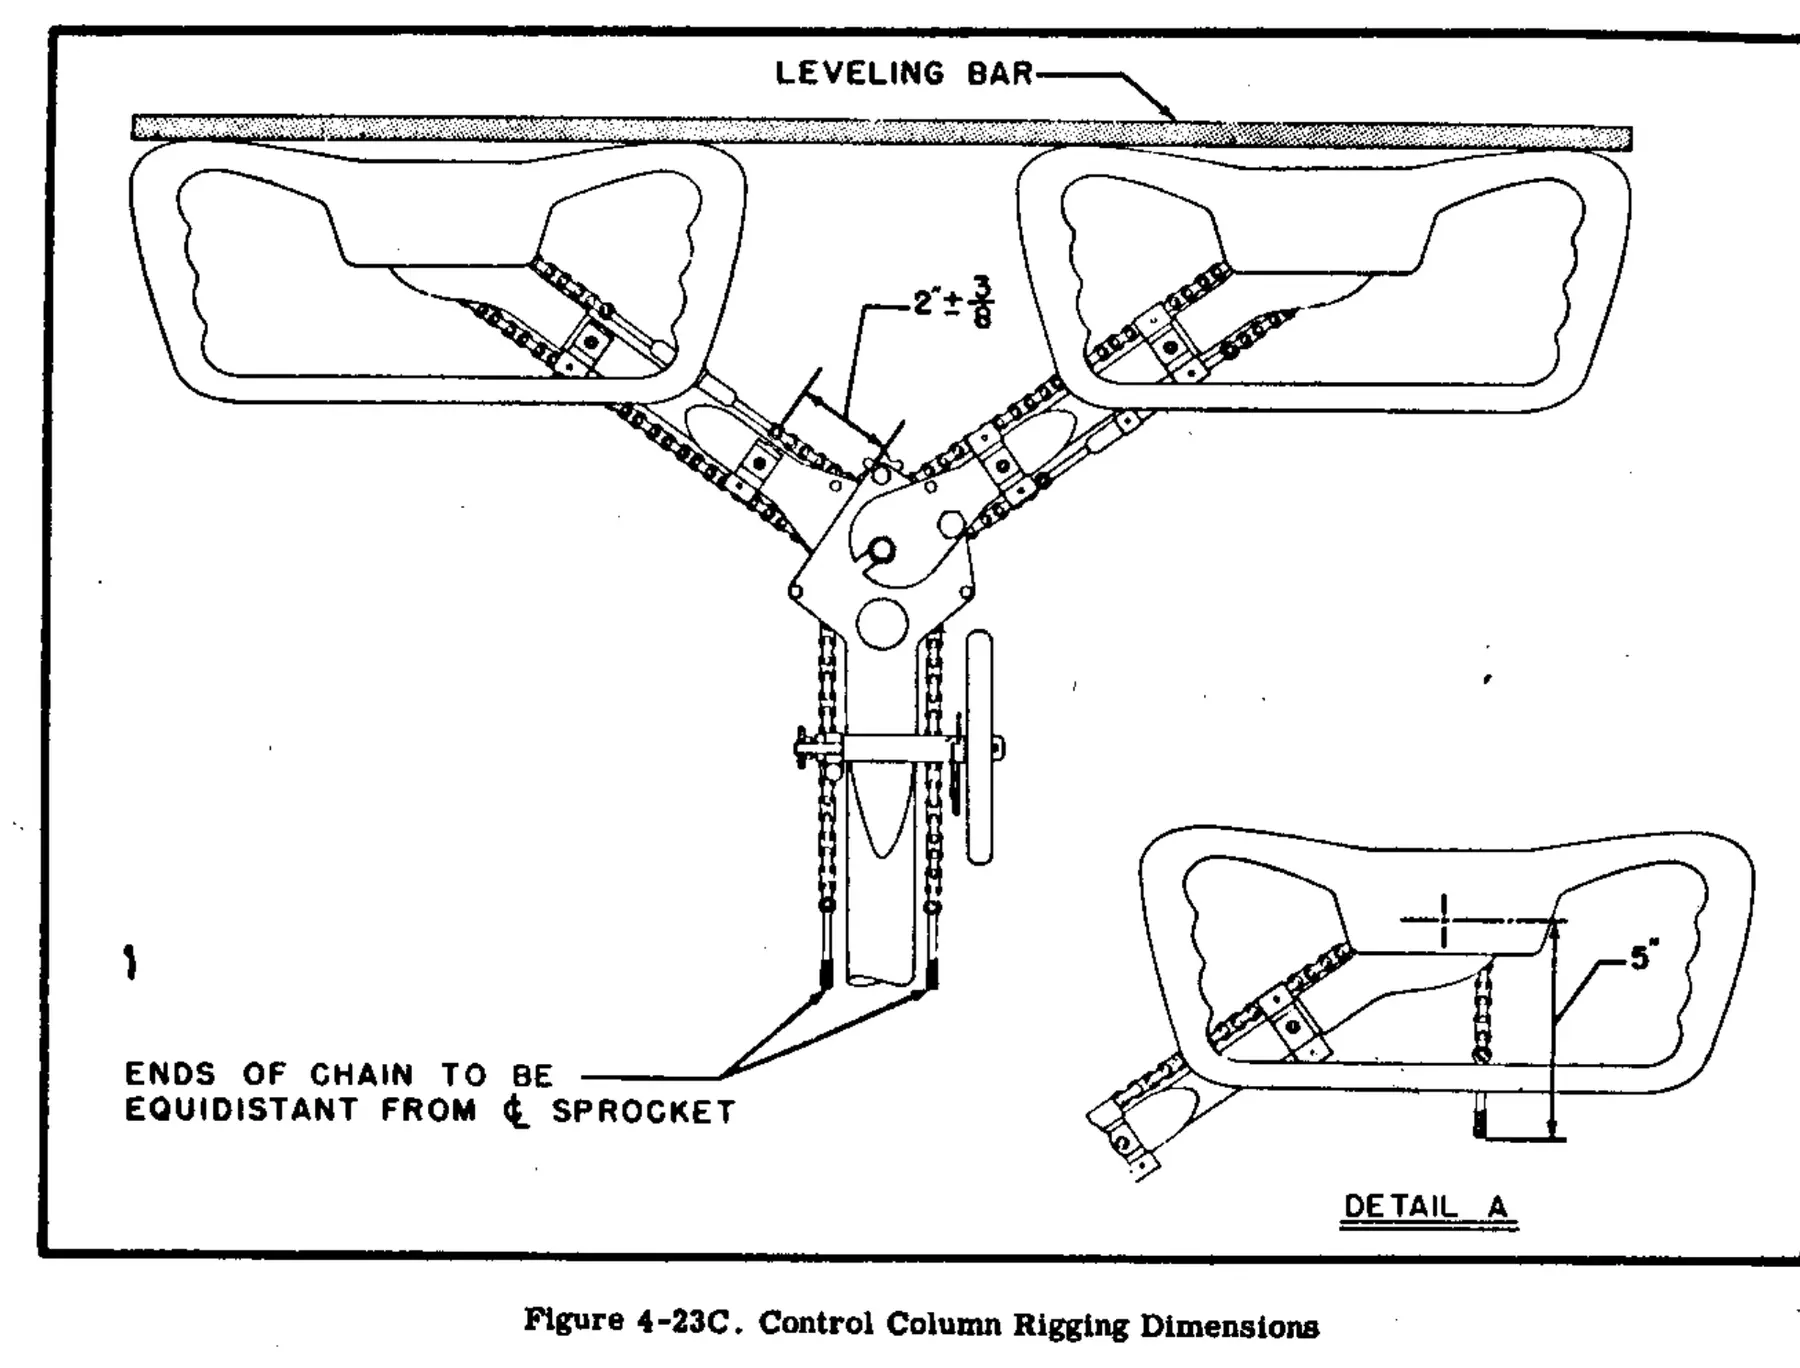 LEVELING BAR
2"± 3/8
5"
ENDS OF CHAIN TO BE
EQUIDISTANT FROM ℄ SPROCKET
DETAIL A
Figure 4-23C. Control Column Rigging Dimensions